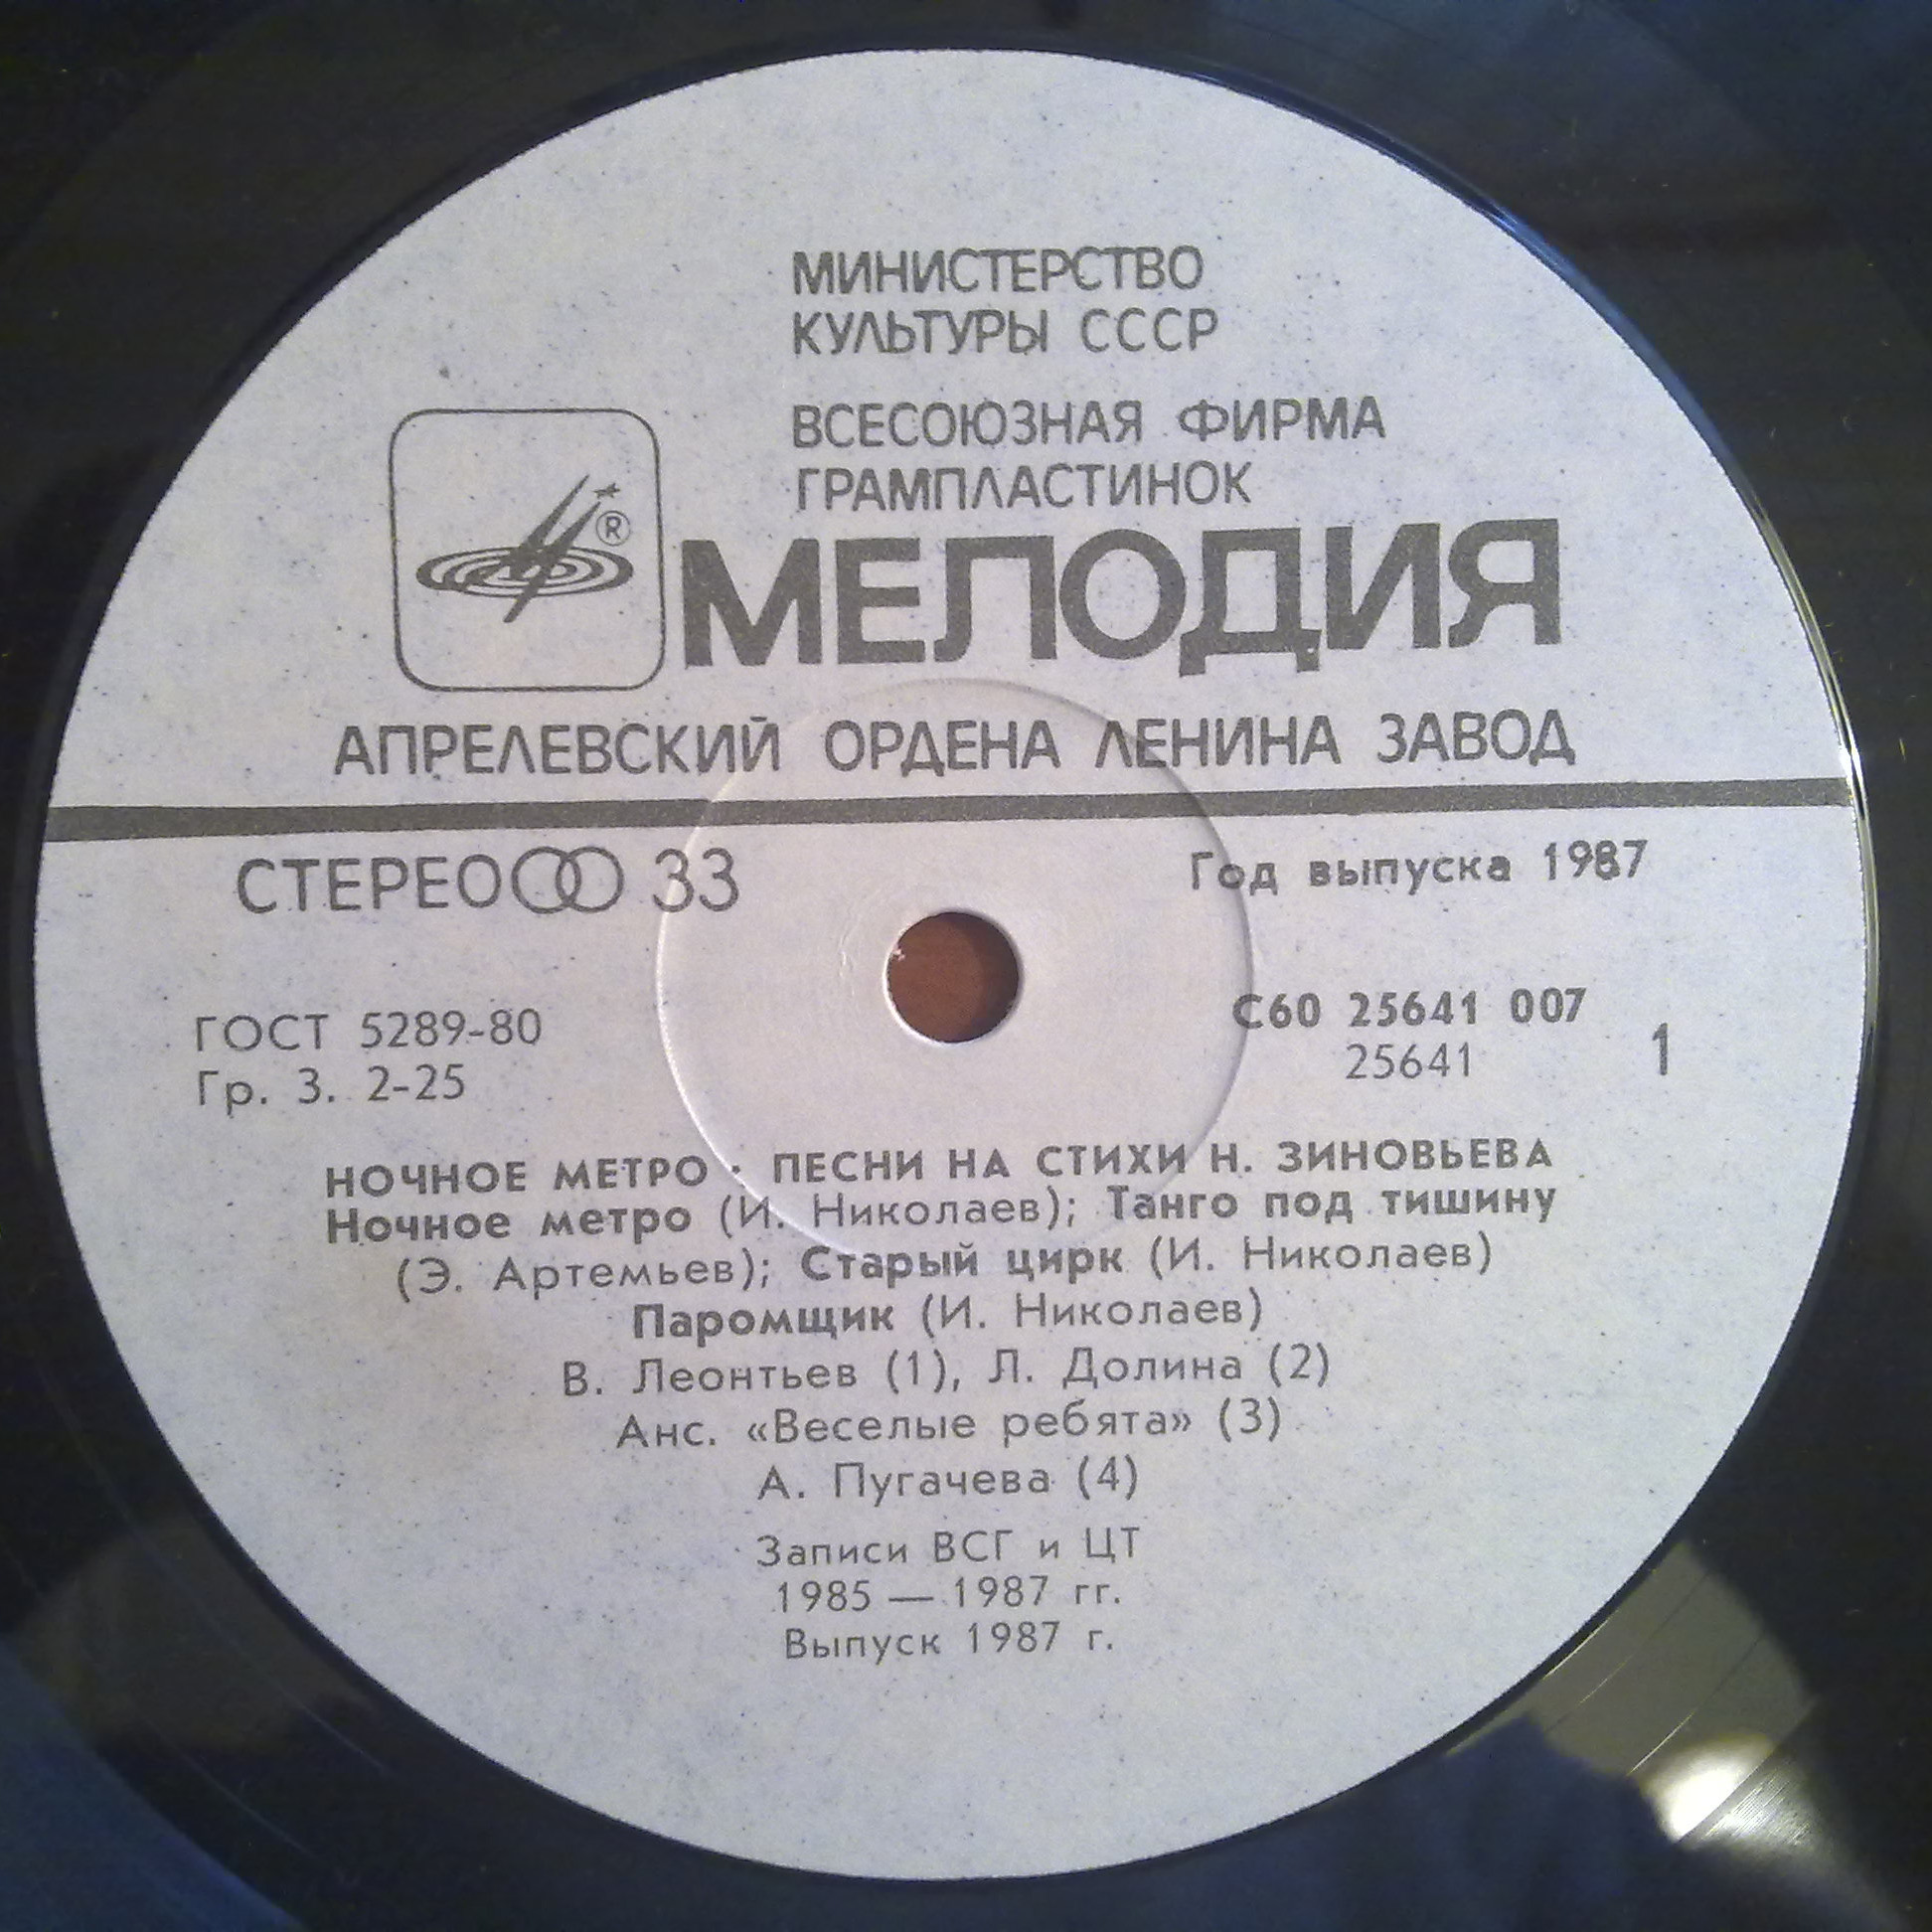 МИНИСТЕРСТВО
КУЛЬТУРЫ СССР
ВСЕСОЮЗНАЯ ФИРМА
ГРАМПЛАСТИНОК
®
МЕЛОДИЯ
АПРЕЛЕВСКИЙ ОРДЕНА ЛЕНИНА ЗАВОД
СТЕРЕО 33
Год выпуска 1987
ГОСТ 5289-80
Гр. 3. 2-25
С60 25641 007
25641
1
НОЧНОЕ МЕТРО · ПЕСНИ НА СТИХИ Н. ЗИНОВЬЕВА
Ночное метро (И. Николаев); Танго под тишину
(Э. Артемьев); Старый цирк (И. Николаев)
Паромщик (И. Николаев)
В. Леонтьев (1), Л. Долина (2)
Анс. «Веселые ребята» (3)
А. Пугачева (4)
Записи ВСГ и ЦТ
1985 — 1987 гг.
Выпуск 1987 г.